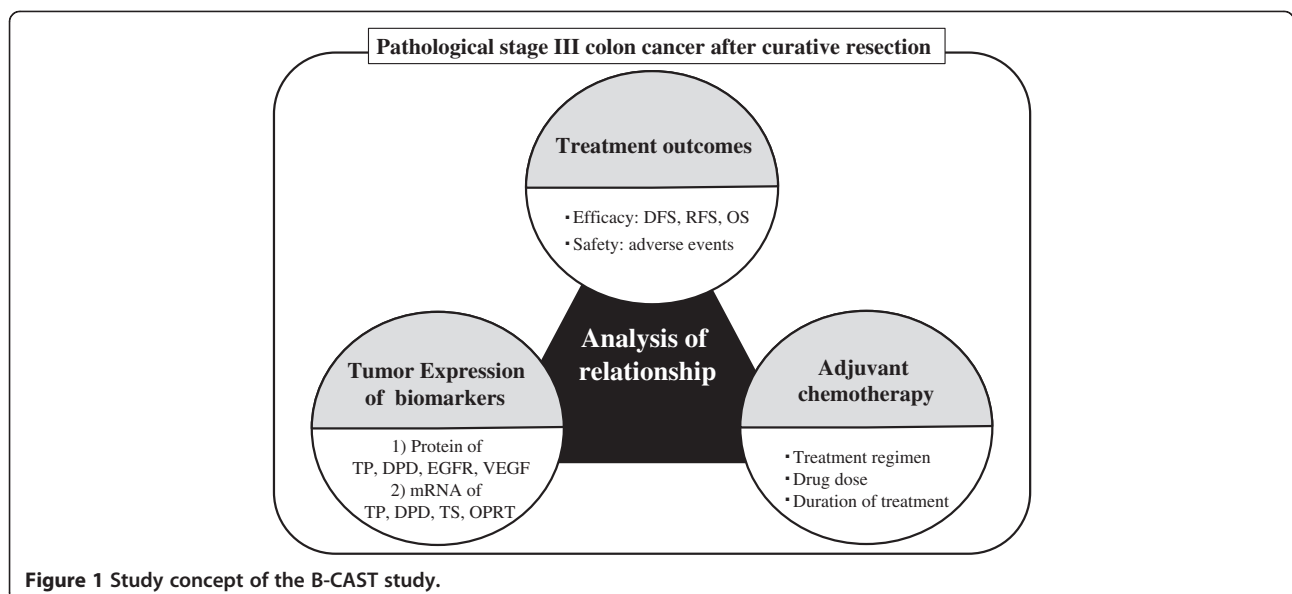 Pathological stage III colon cancer after curative resection
Treatment outcomes
▪ Efficacy: DFS, RFS, OS
▪ Safety: adverse events
Analysis of
relationship
Tumor Expression
of biomarkers
1) Protein of
TP, DPD, EGFR, VEGF
2) mRNA of
TP, DPD, TS, OPRT
Adjuvant
chemotherapy
▪ Treatment regimen
▪ Drug dose
▪ Duration of treatment
Figure 1 Study concept of the B-CAST study.